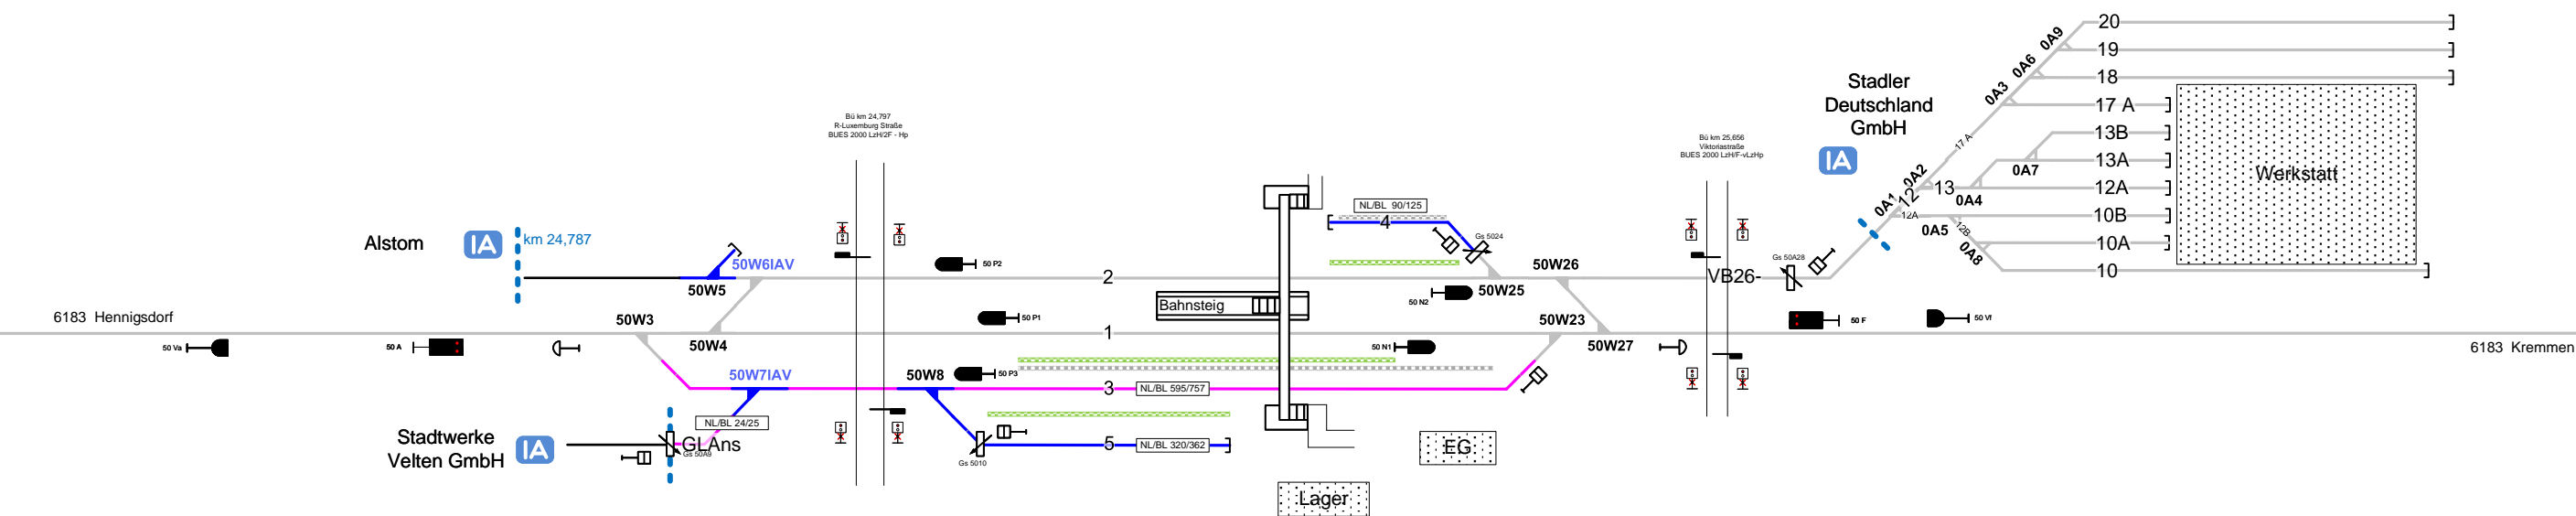 20
0A9
19
0A6
18
Stadler
Deutschland
GmbH
IA
0A3
17 A
Bü km 24,797
R-Luxemburg Straße
BUES 2000 LzH/2F - Hp
Bü km 25,656
Viktoriastraße
BUES 2000 LzH/F-vLzHp
17 A
13B
13A
0A7
Werkstatt
0A2
13
12A
0A4
12
0A1
12A
10B
0A5
12B
10A
0A8
10
NL/BL 90/125
4
Gs 5024
Alstom
IA
km 24,787
50W6IAV
50W5
50 P2
2
50W26
50W25
VB26-
Gs 50A28
Bahnsteig
50 N2
6183 Hennigsdorf
50W3
50 P1
50W23
50 F
50 Vf
50 Va
50 A
50W4
1
50 N1
50W27
6183 Kremmen
50W7IAV
50W8
50 P3
3
NL/BL 595/757
NL/BL 24/25
Stadtwerke
Velten GmbH
IA
GLAns
Gs 50A9
Gs 5010
5
NL/BL 320/362
EG
Lager